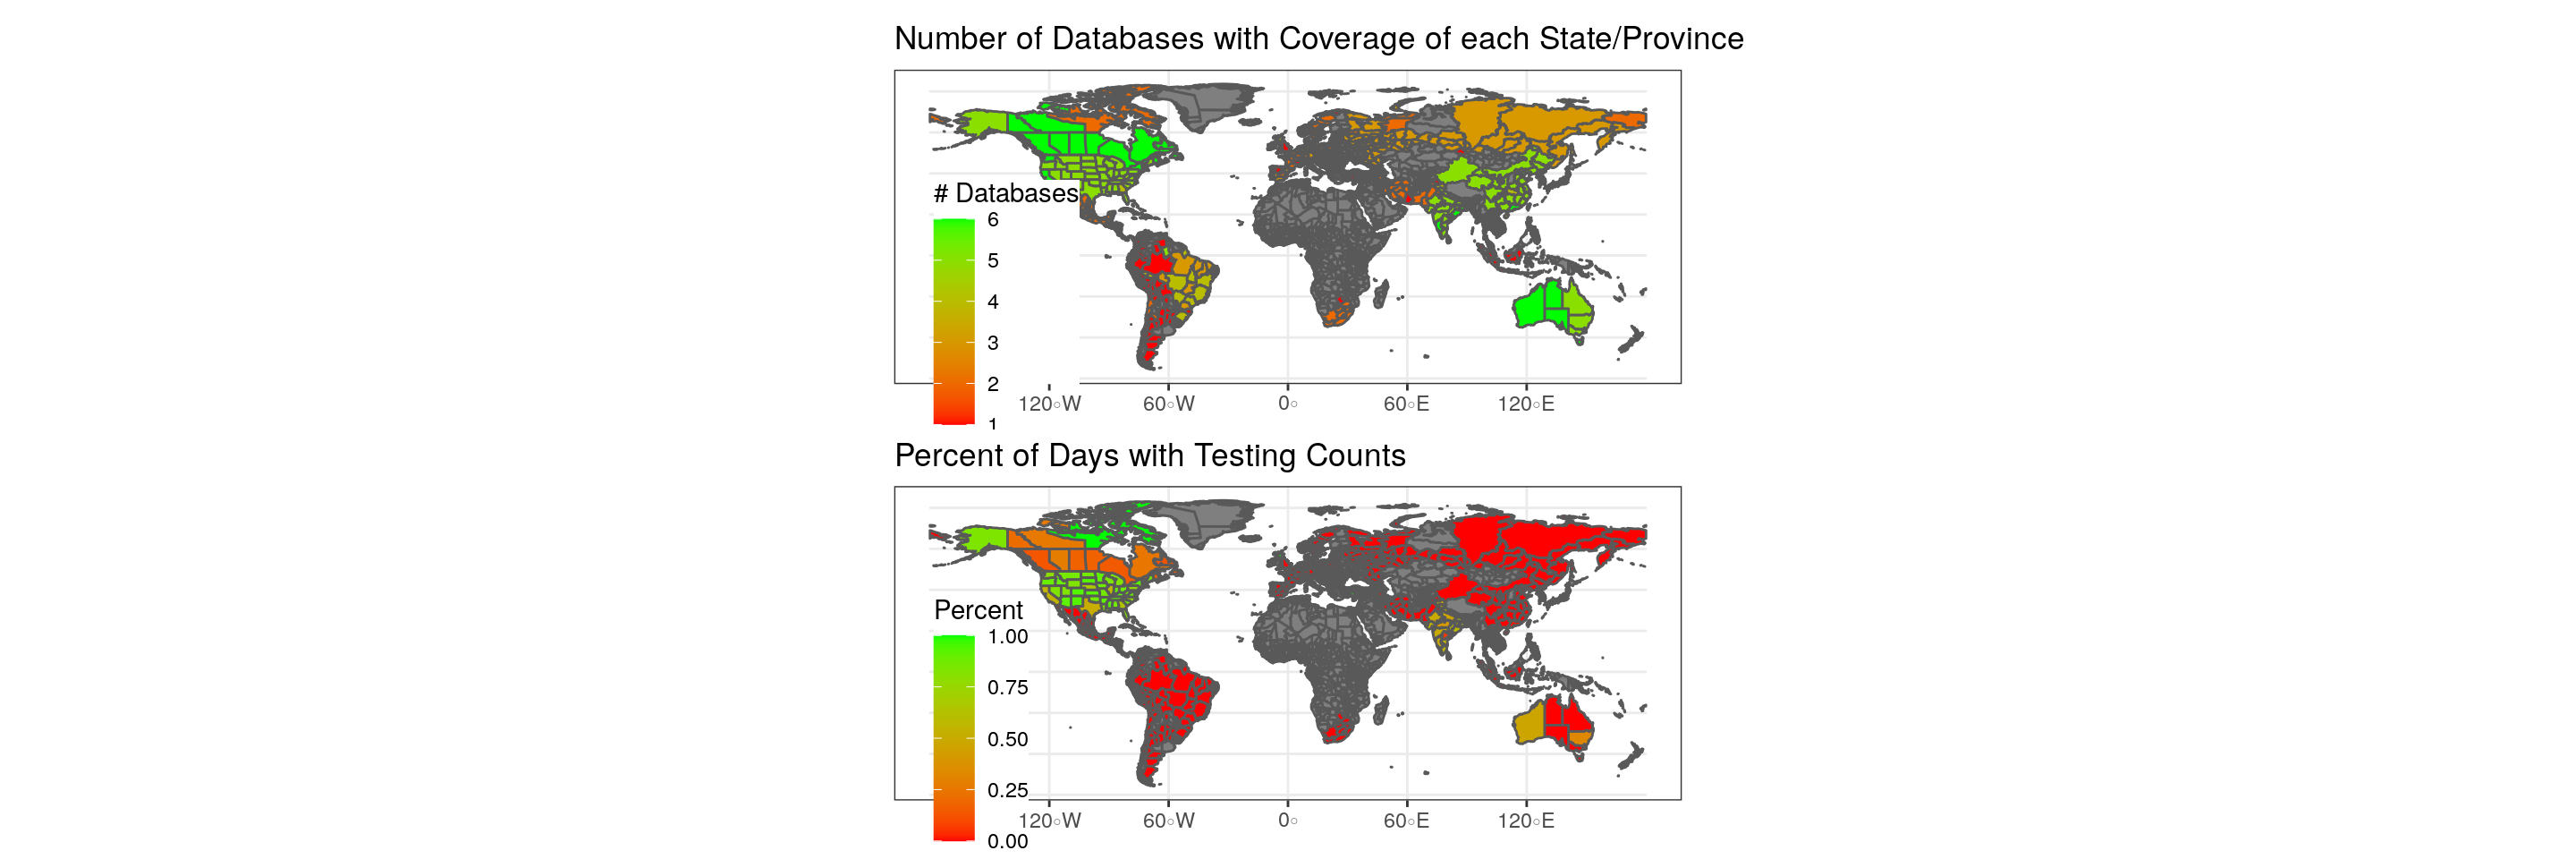 Number of Databases with Coverage of each State/Province
# Databases
6
5
4
3
2
1
120◦W 60◦W 0◦ 60◦E 120◦E
Percent of Days with Testing Counts
Percent
1.00
0.75
0.50
0.25
0.00
120◦W 60◦W 0◦ 60◦E 120◦E